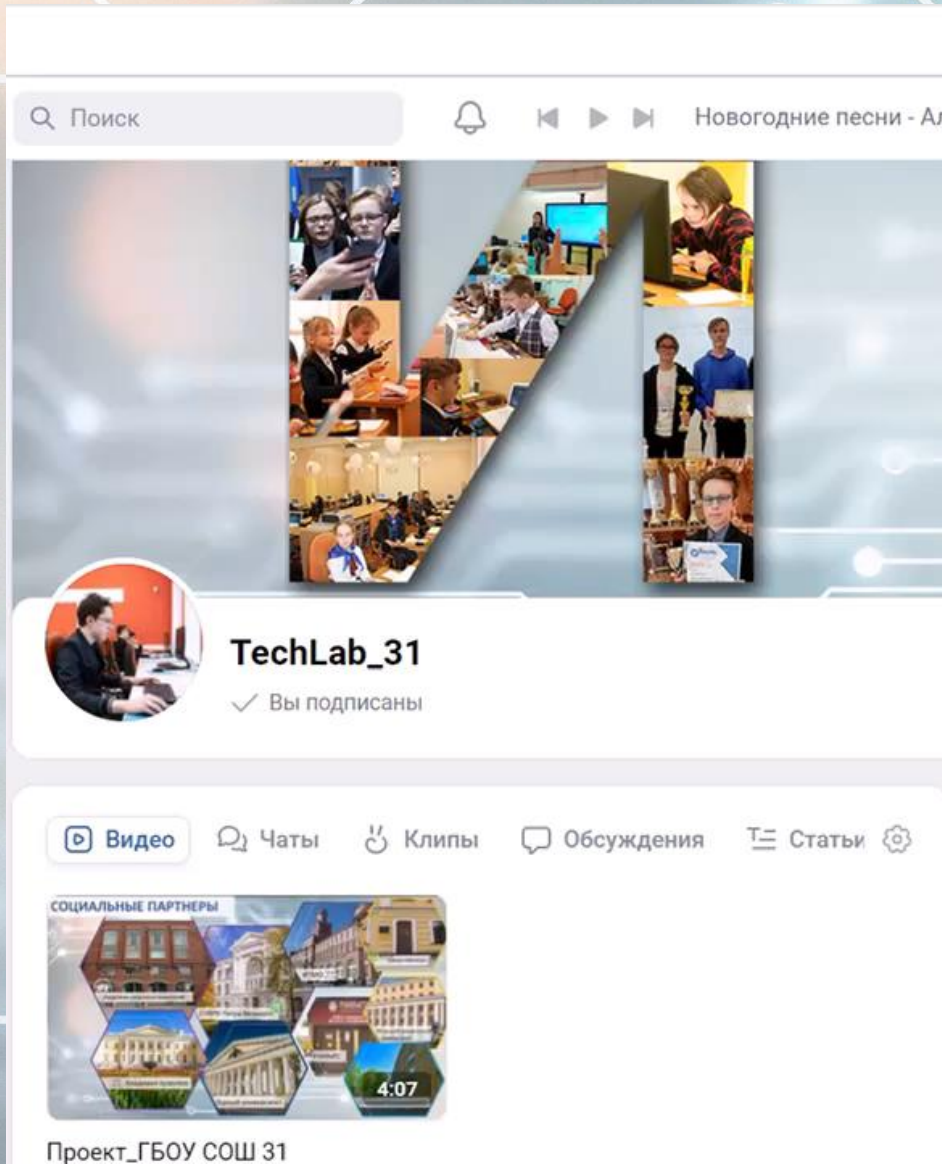 Поиск
Новогодние песни - Ал
TechLab_31
Вы подписаны
Видео Чаты Клипы Обсуждения Статьи
СОЦИАЛЬНЫЕ ПАРТНЕРЫ
4:07
Проект_ГБОУ СОШ 31